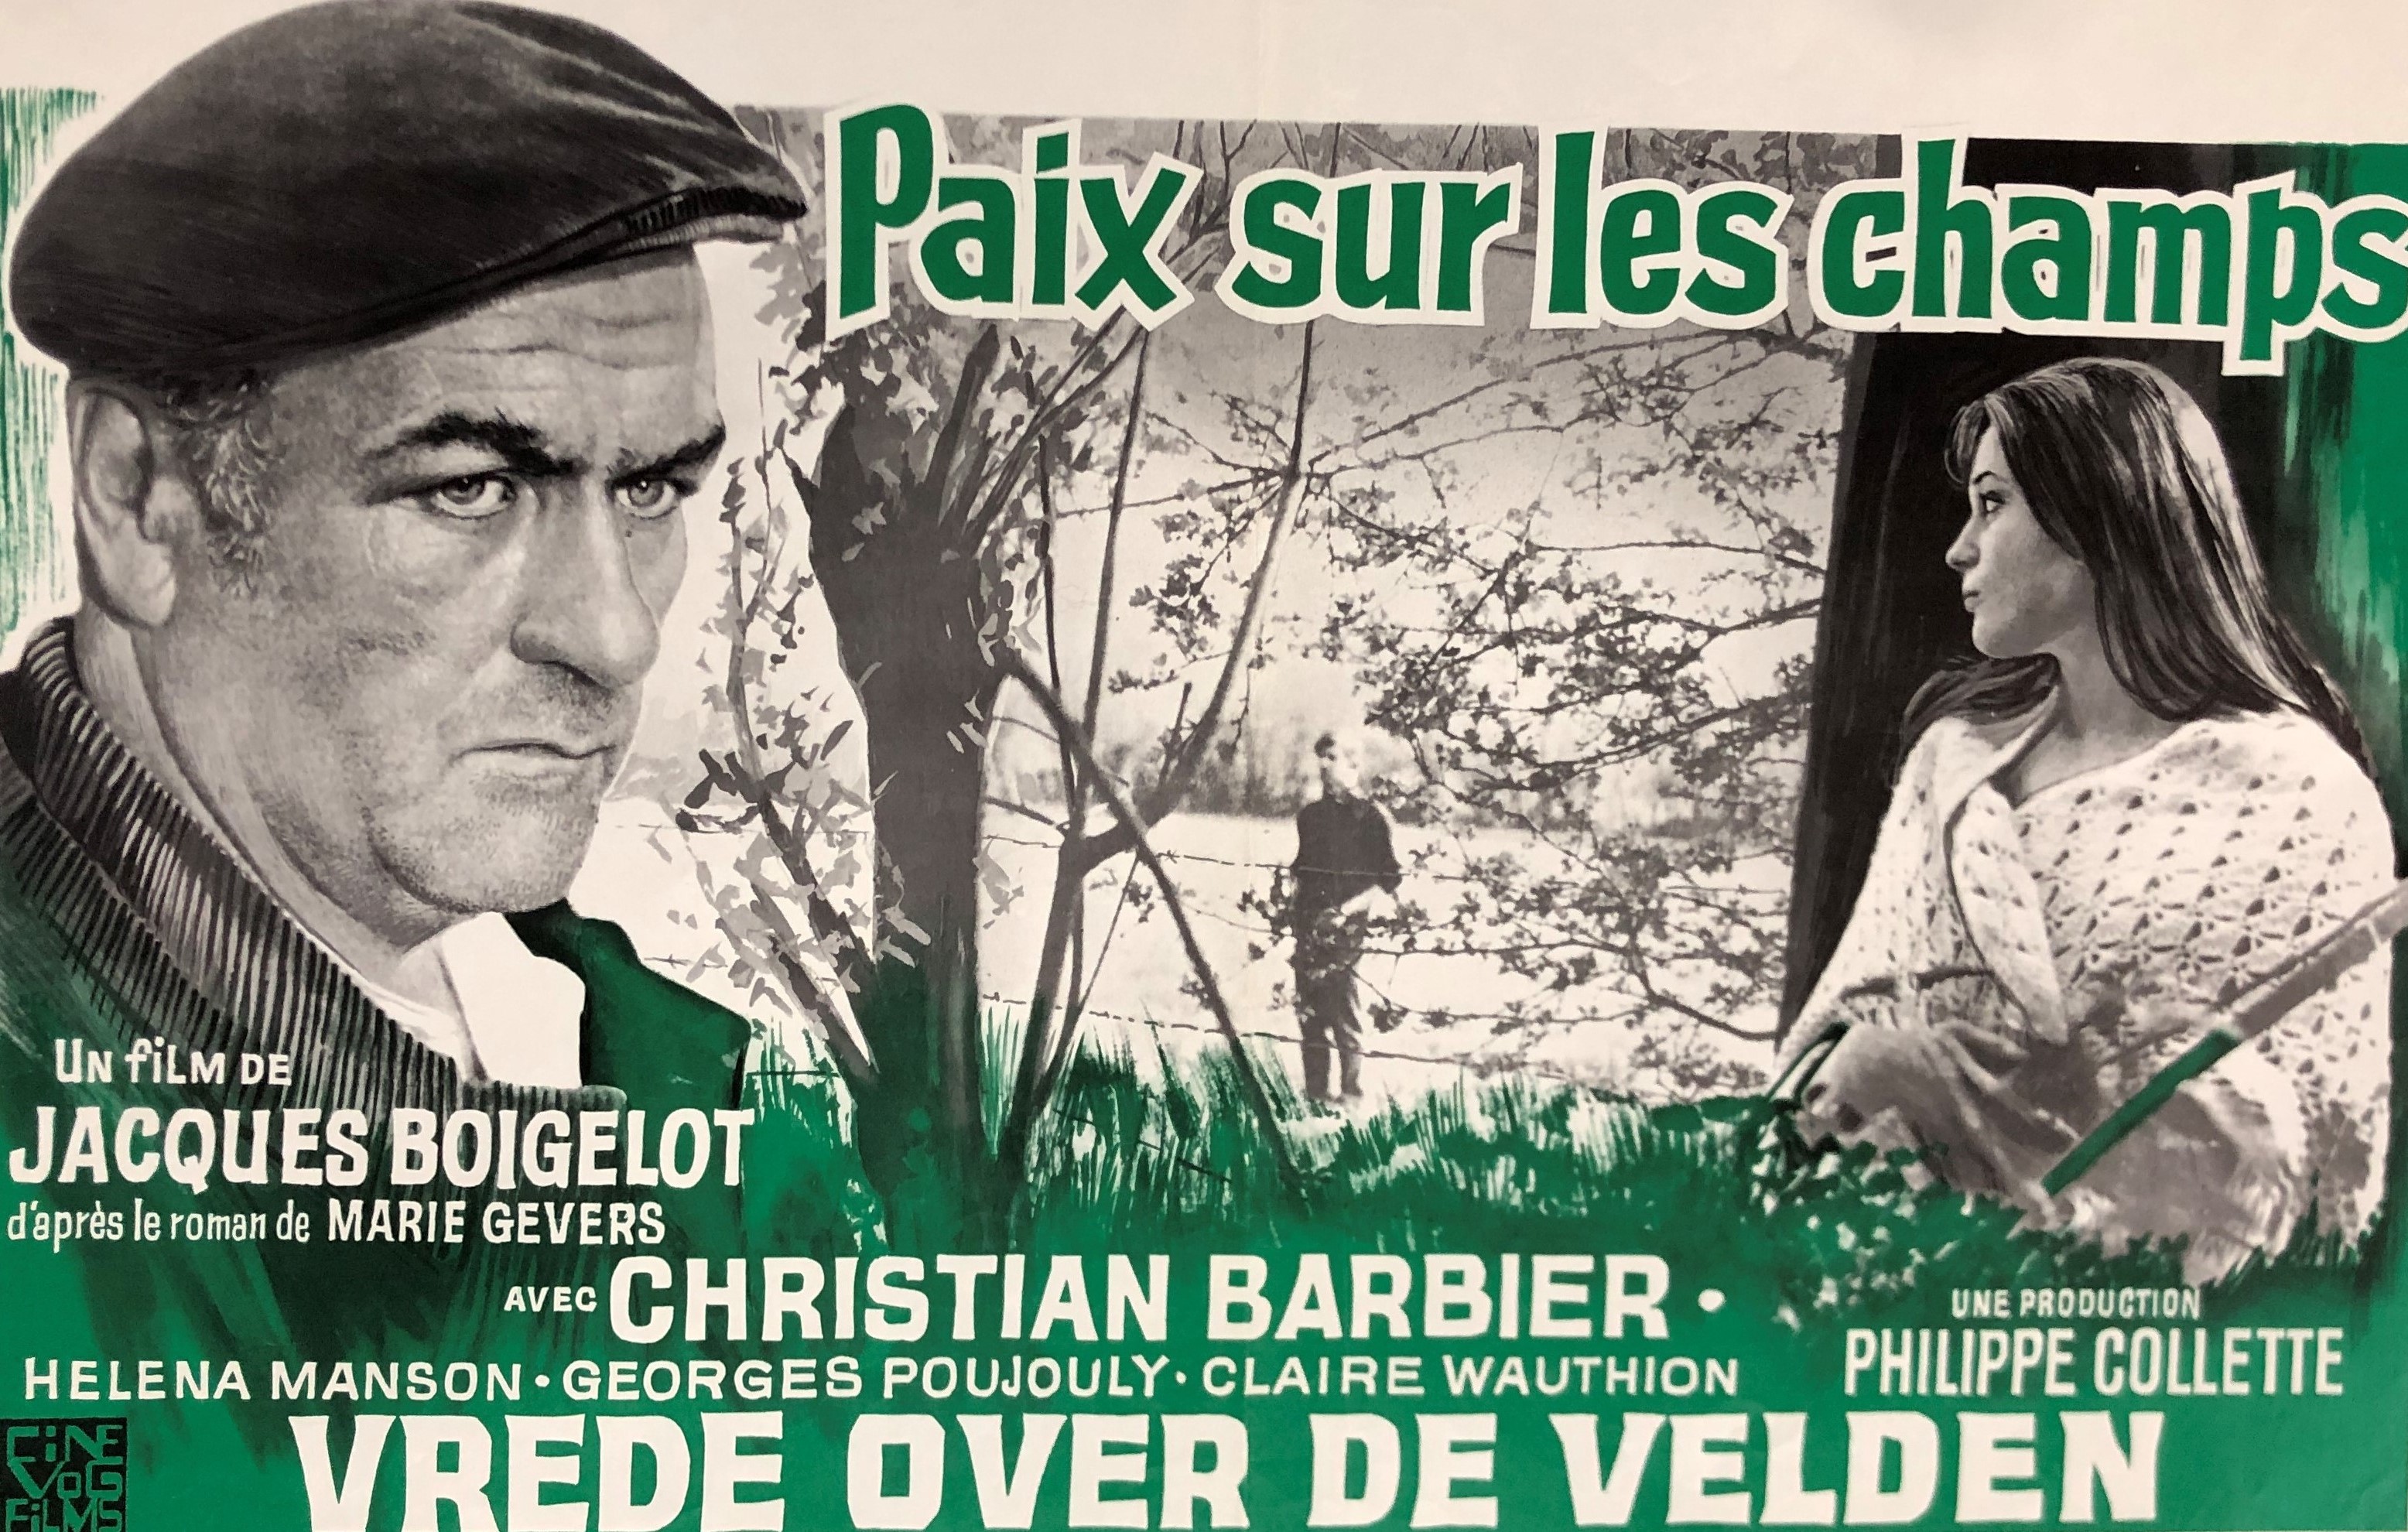 Paix sur les champs
UN FILM DE
JACQUES BOIGELOT
d'après le roman de MARIE GEVERS
AVEC CHRISTIAN BARBIER •
HELENA MANSON • GEORGES POUJOULY • CLAIRE WAUTHION
UNE PRODUCTION
PHILIPPE COLLETTE
VREDE OVER DE VELDEN
CINE
VOG
FILMS